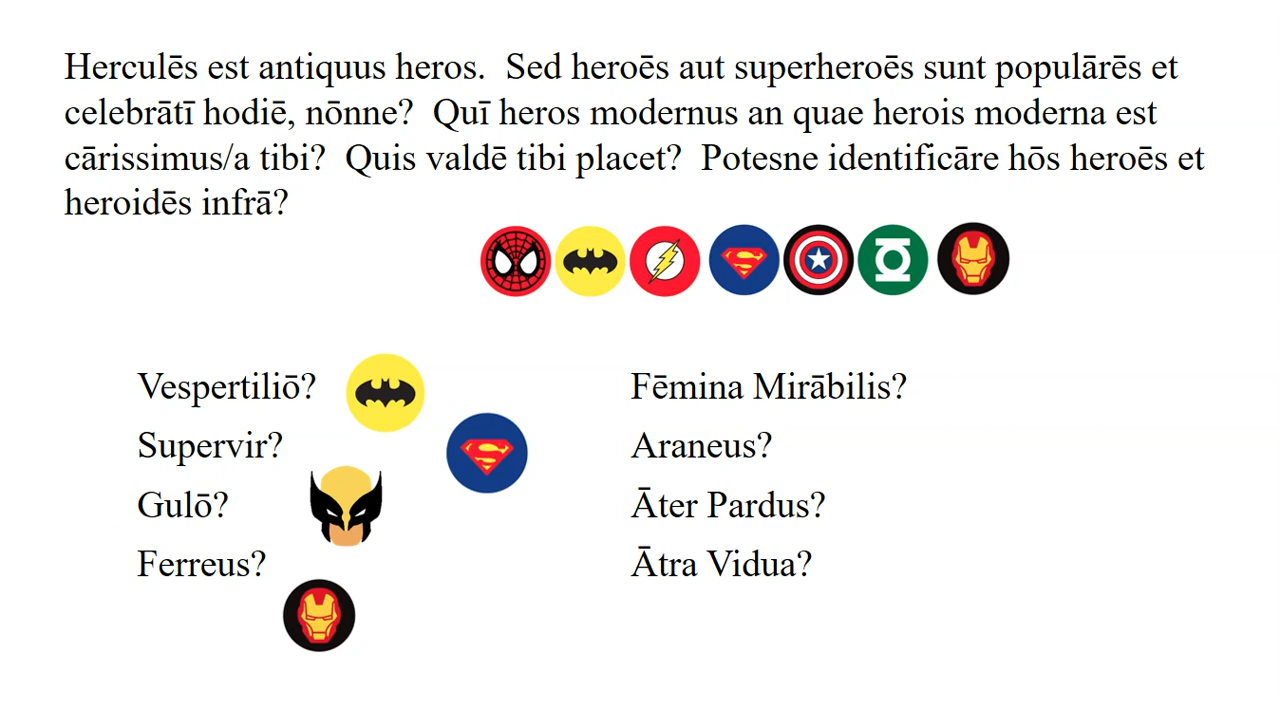 Herculēs est antiquus heros.  Sed heroēs aut superheroēs sunt populārēs et
celebrātī hodiē, nōnne?  Quī heros modernus an quae herois moderna est
cārissimus/a tibi?  Quis valdē tibi placet?  Potesne identificāre hōs heroēs et
heroidēs infrā?
Vespertiliō?
Supervir?
Gulō?
Ferreus?
Fēmina Mirābilis?
Araneus?
Āter Pardus?
Ātra Vidua?